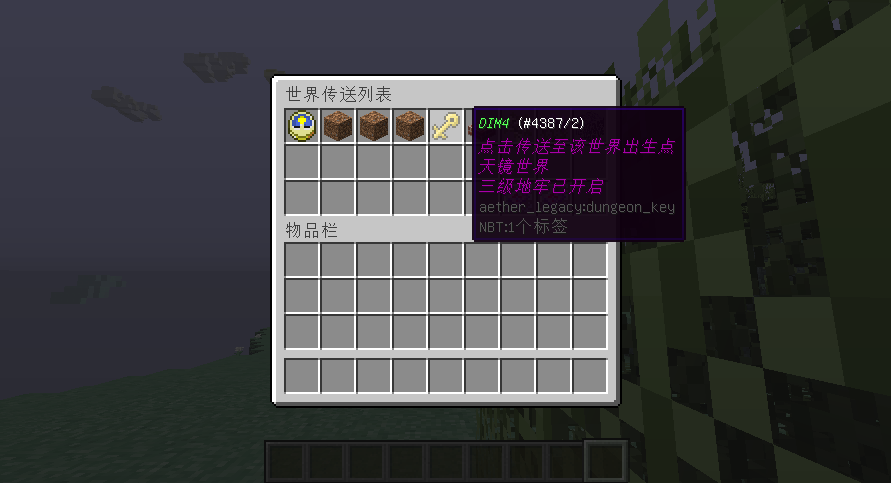 世界传送列表
DIM4 (#4387/2)
点击传送至该世界出生点
天镜世界
三级地牢已开启
aether_legacy:dungeon_key
NBT:1个标签
物品栏